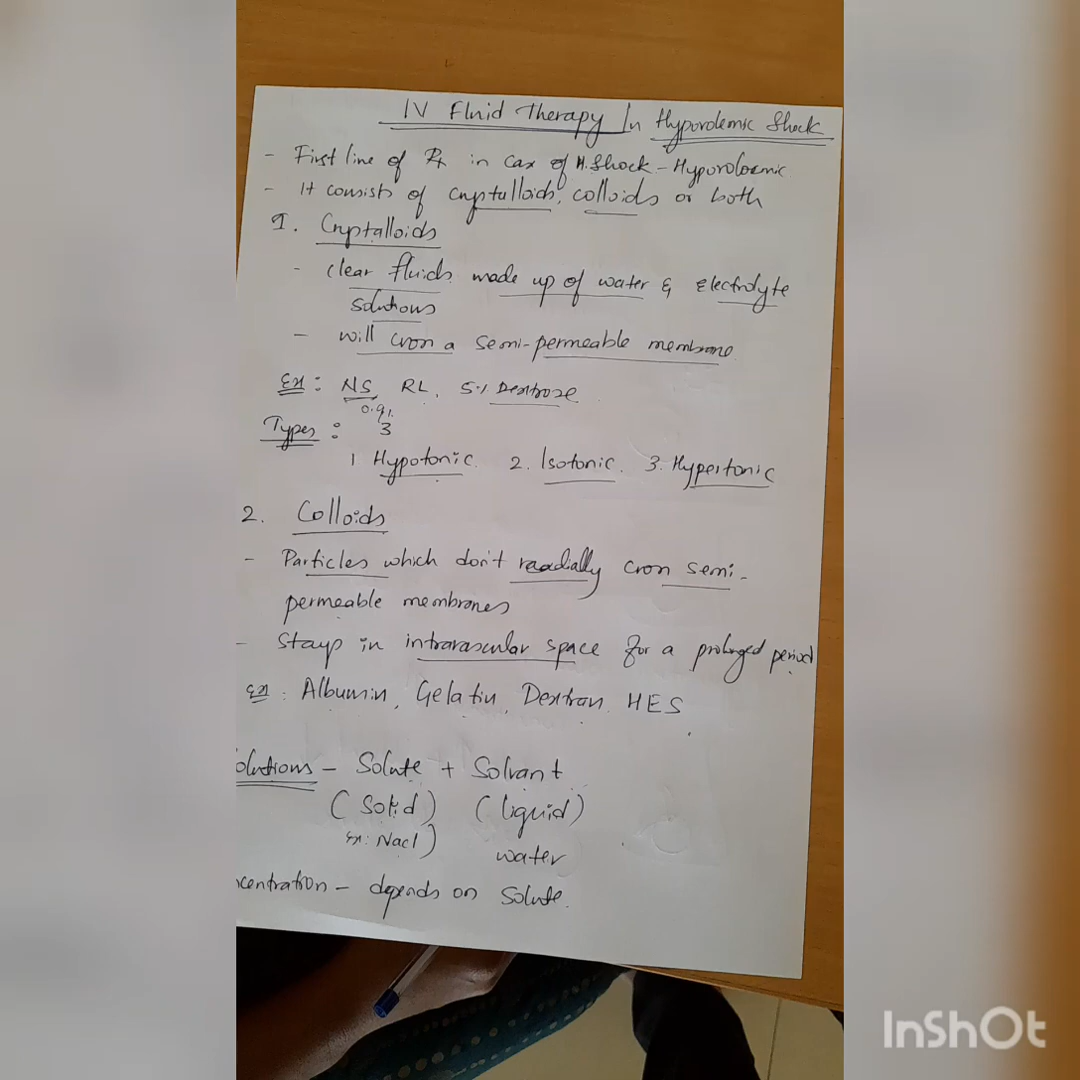 IV Fluid Therapy In Hypovolemic Shock
- First line of Rx in case of H. Shock - Hypovolemic
- It consists of crystalloids, colloids or both
1. Crystalloids
- clear fluids made up of water & electrolyte
solutions
- will cross a semi-permeable membrane
Ex: NS, RL, 5% Dextrose
0.9%
Types: 3
1 Hypotonic. 2. Isotonic. 3. Hypertonic
2. Colloids
- Particles which don't readially cross semi-
permeable membranes
- Stays in intravascular space for a prolonged period
Ex: Albumin, Gelatin, Dextran. HES
olutions - Solute + Solvant
(Solid) (liquid)
Ex: Nacl) water
ncentration - depends on Solute.
InShOt